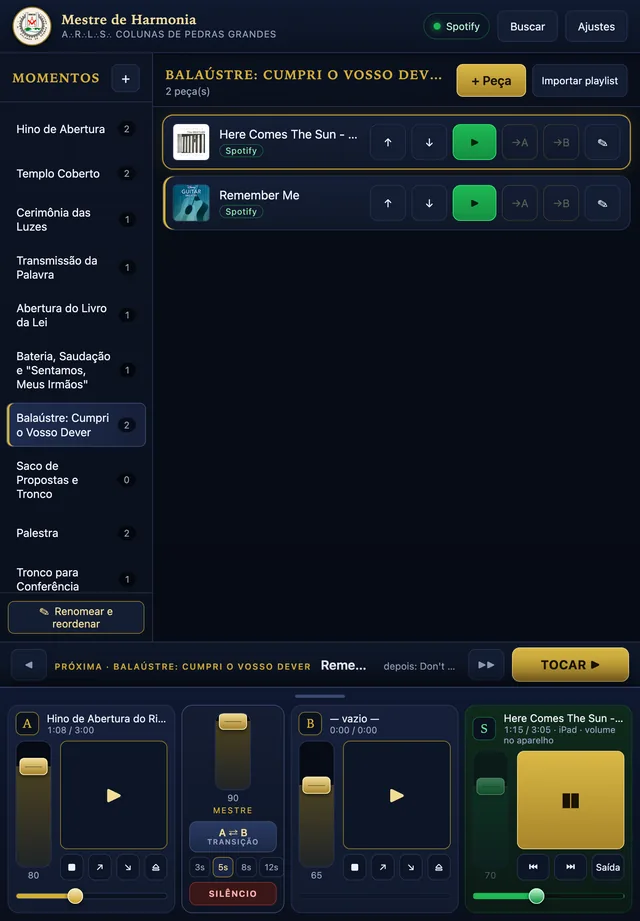 Mestre de Harmonia
A∴R∴L∴S∴ COLUNAS DE PEDRAS GRANDES
Spotify
Buscar
Ajustes
MOMENTOS
+
BALAÚSTRE: CUMPRI O VOSSO DEV...
2 peça(s)
+ Peça
Importar playlist
Hino de Abertura
2
Templo Coberto
2
Cerimônia das
Luzes
1
Transmissão da
Palavra
1
Abertura do Livro
da Lei
1
Bateria, Saudação
e "Sentamos,
Meus Irmãos"
1
Balaústre: Cumpri
o Vosso Dever
2
Saco de
Propostas e
Tronco
0
Palestra
2
Tronco para
Conferência
1
✎ Renomear e
reordenar
Here Comes The Sun - ...
Spotify
↑ ↓ ▶ →A →B ✎
Remember Me
Spotify
↑ ↓ ▶ →A →B ✎
◀
PRÓXIMA · BALAÚSTRE: CUMPRI O VOSSO DEVER
Reme...
depois: Don't ...
▶▶
TOCAR ▶
A
Hino de Abertura do Ri...
1:08 / 3:00
80
90
MESTRE
A ⇄ B
TRANSIÇÃO
3s 5s 8s 12s
SILÊNCIO
B
— vazio —
0:00 / 0:00
65
S
Here Comes The Sun -...
1:15 / 3:05 · iPad · volume
no aparelho
70
Saída